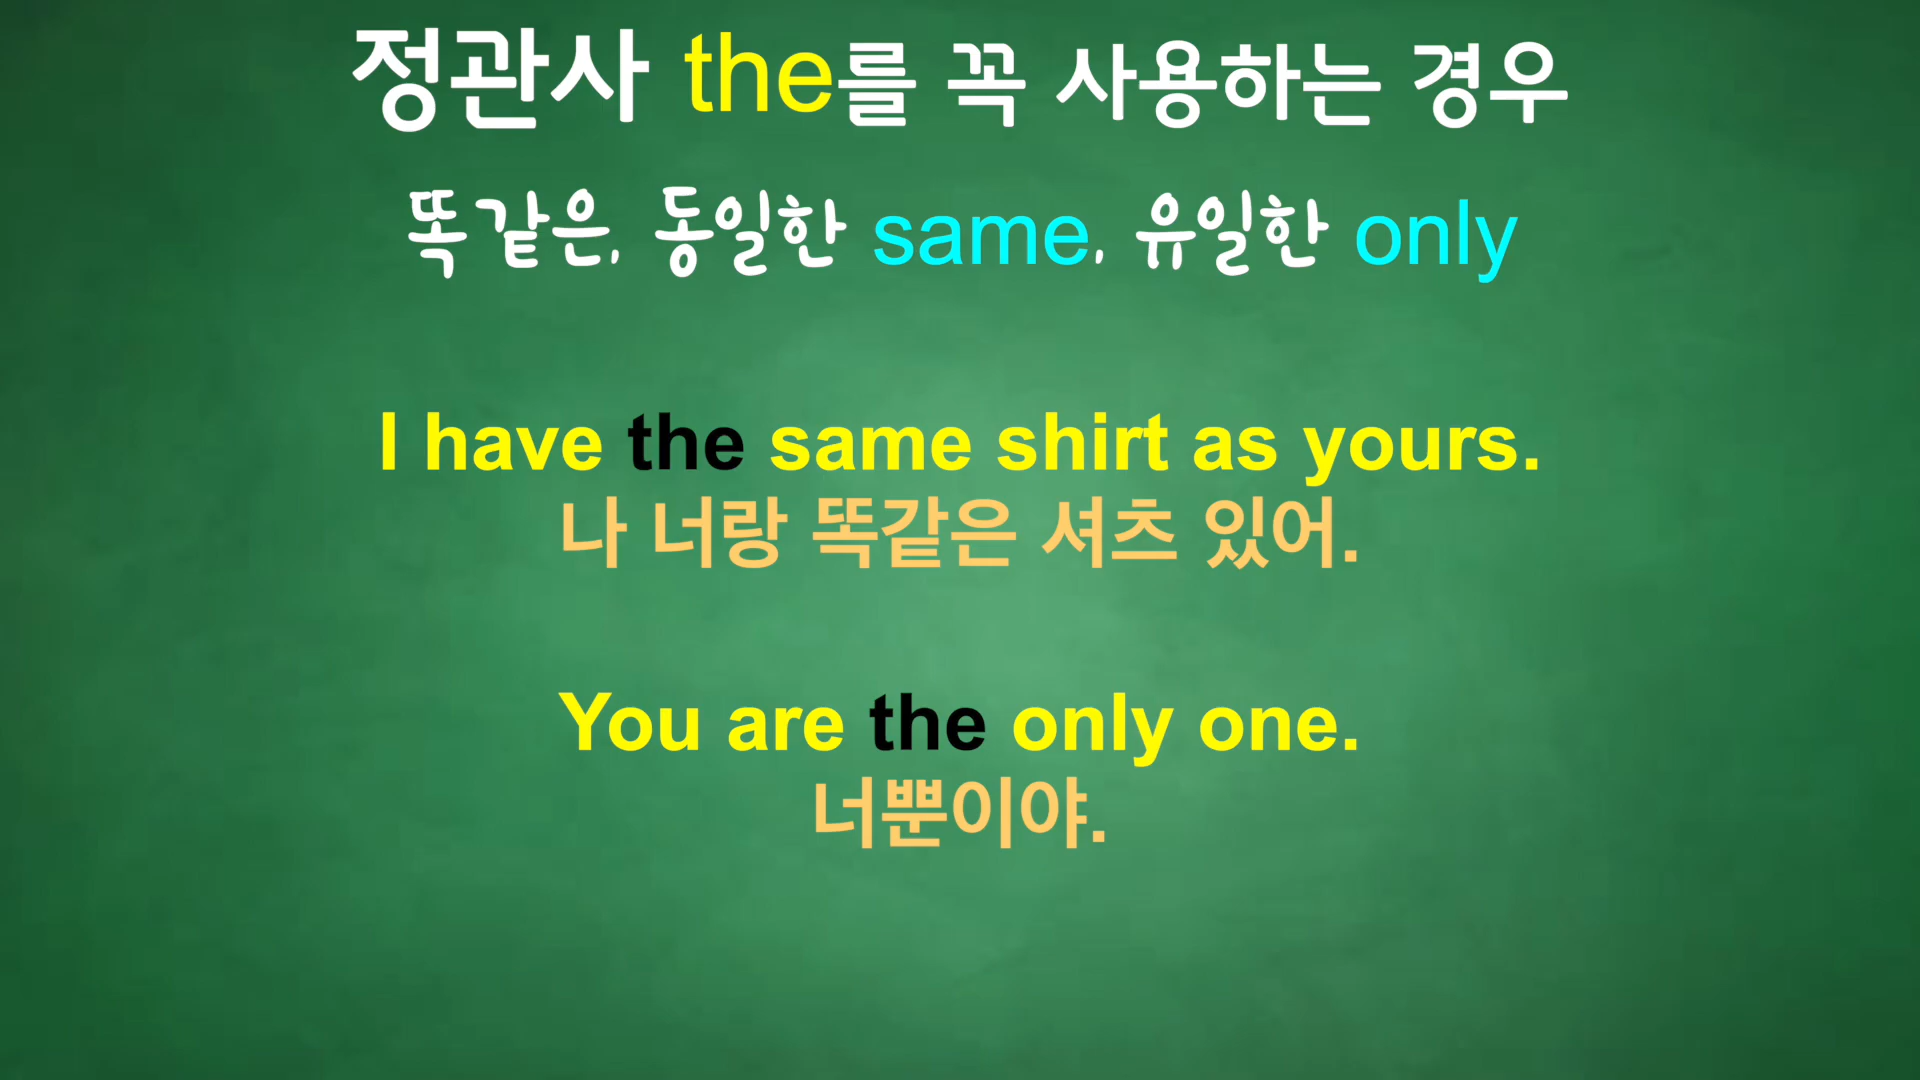 정관사 the를 꼭 사용하는 경우
똑같은, 동일한 same, 유일한 only
I have the same shirt as yours.
나 너랑 똑같은 셔츠 있어.
You are the only one.
너뿐이야.